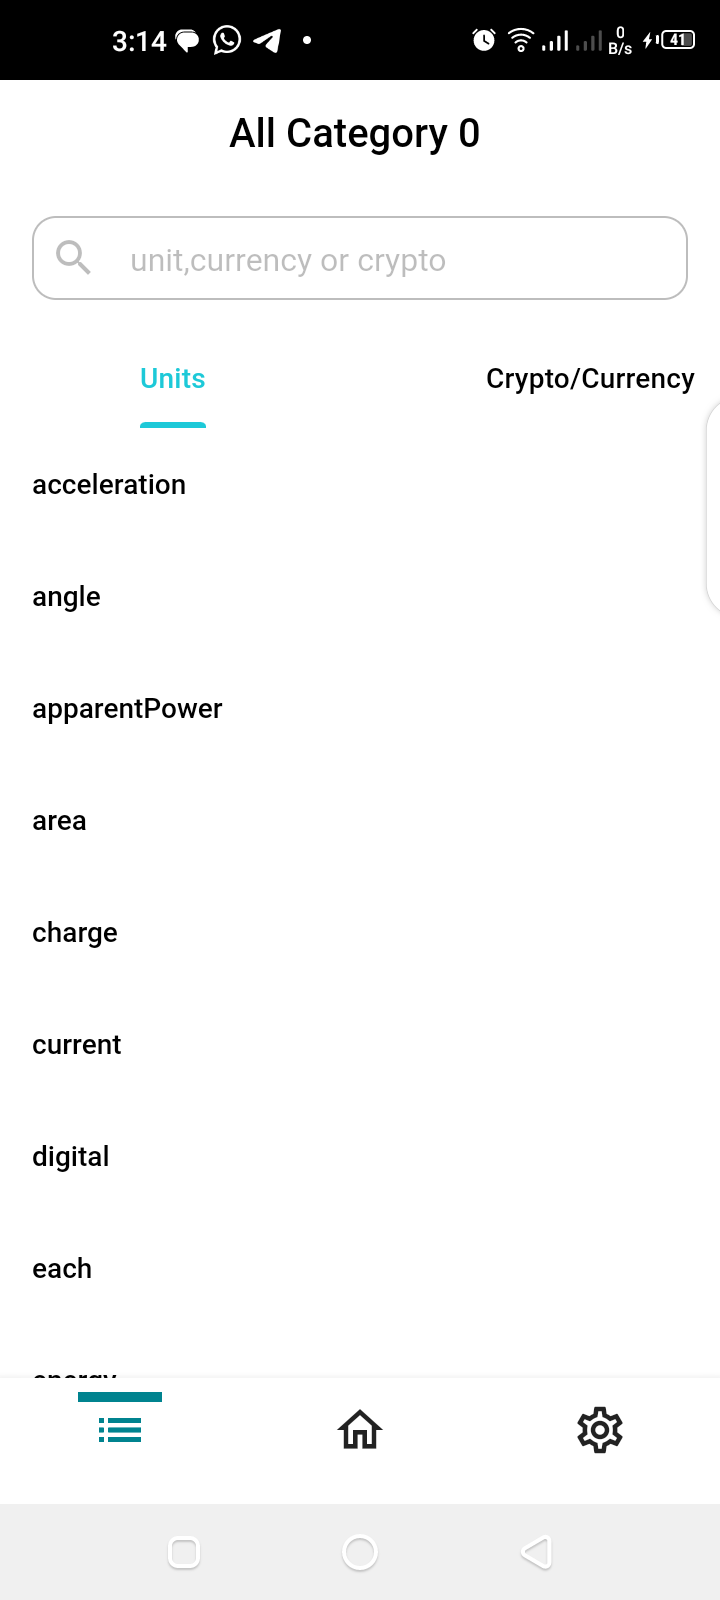 3:14
0
B/s
41
All Category 0
unit,currency or crypto
Units
Crypto/Currency
acceleration
angle
apparentPower
area
charge
current
digital
each
energy